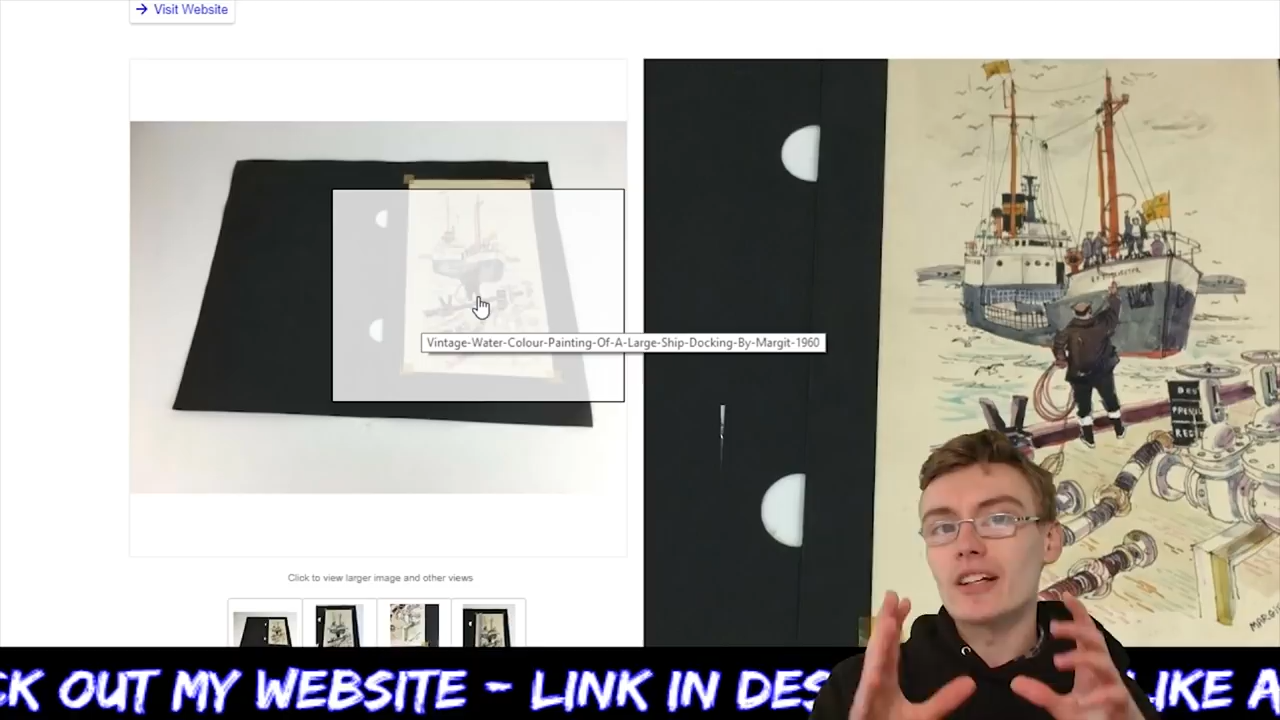 Visit Website
Vintage-Water-Colour-Painting-Of-A-Large-Ship-Docking-By-Margit-1960
Click to view larger image and other views
CK OUT MY WEBSITE - LINK IN DES
LIKE A